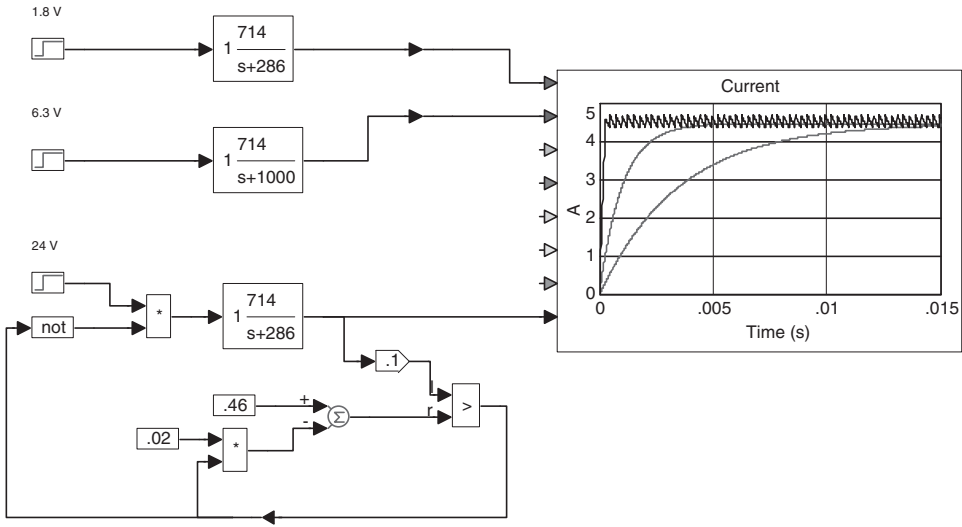 1.8 V
1 714
s+286
6.3 V
1 714
s+1000
24 V
*
1 714
s+286
not
.1
.46
+
-
Σ
.02
*
l
r
>
Current
A
5
4
3
2
1
0
0 .005 .01 .015
Time (s)